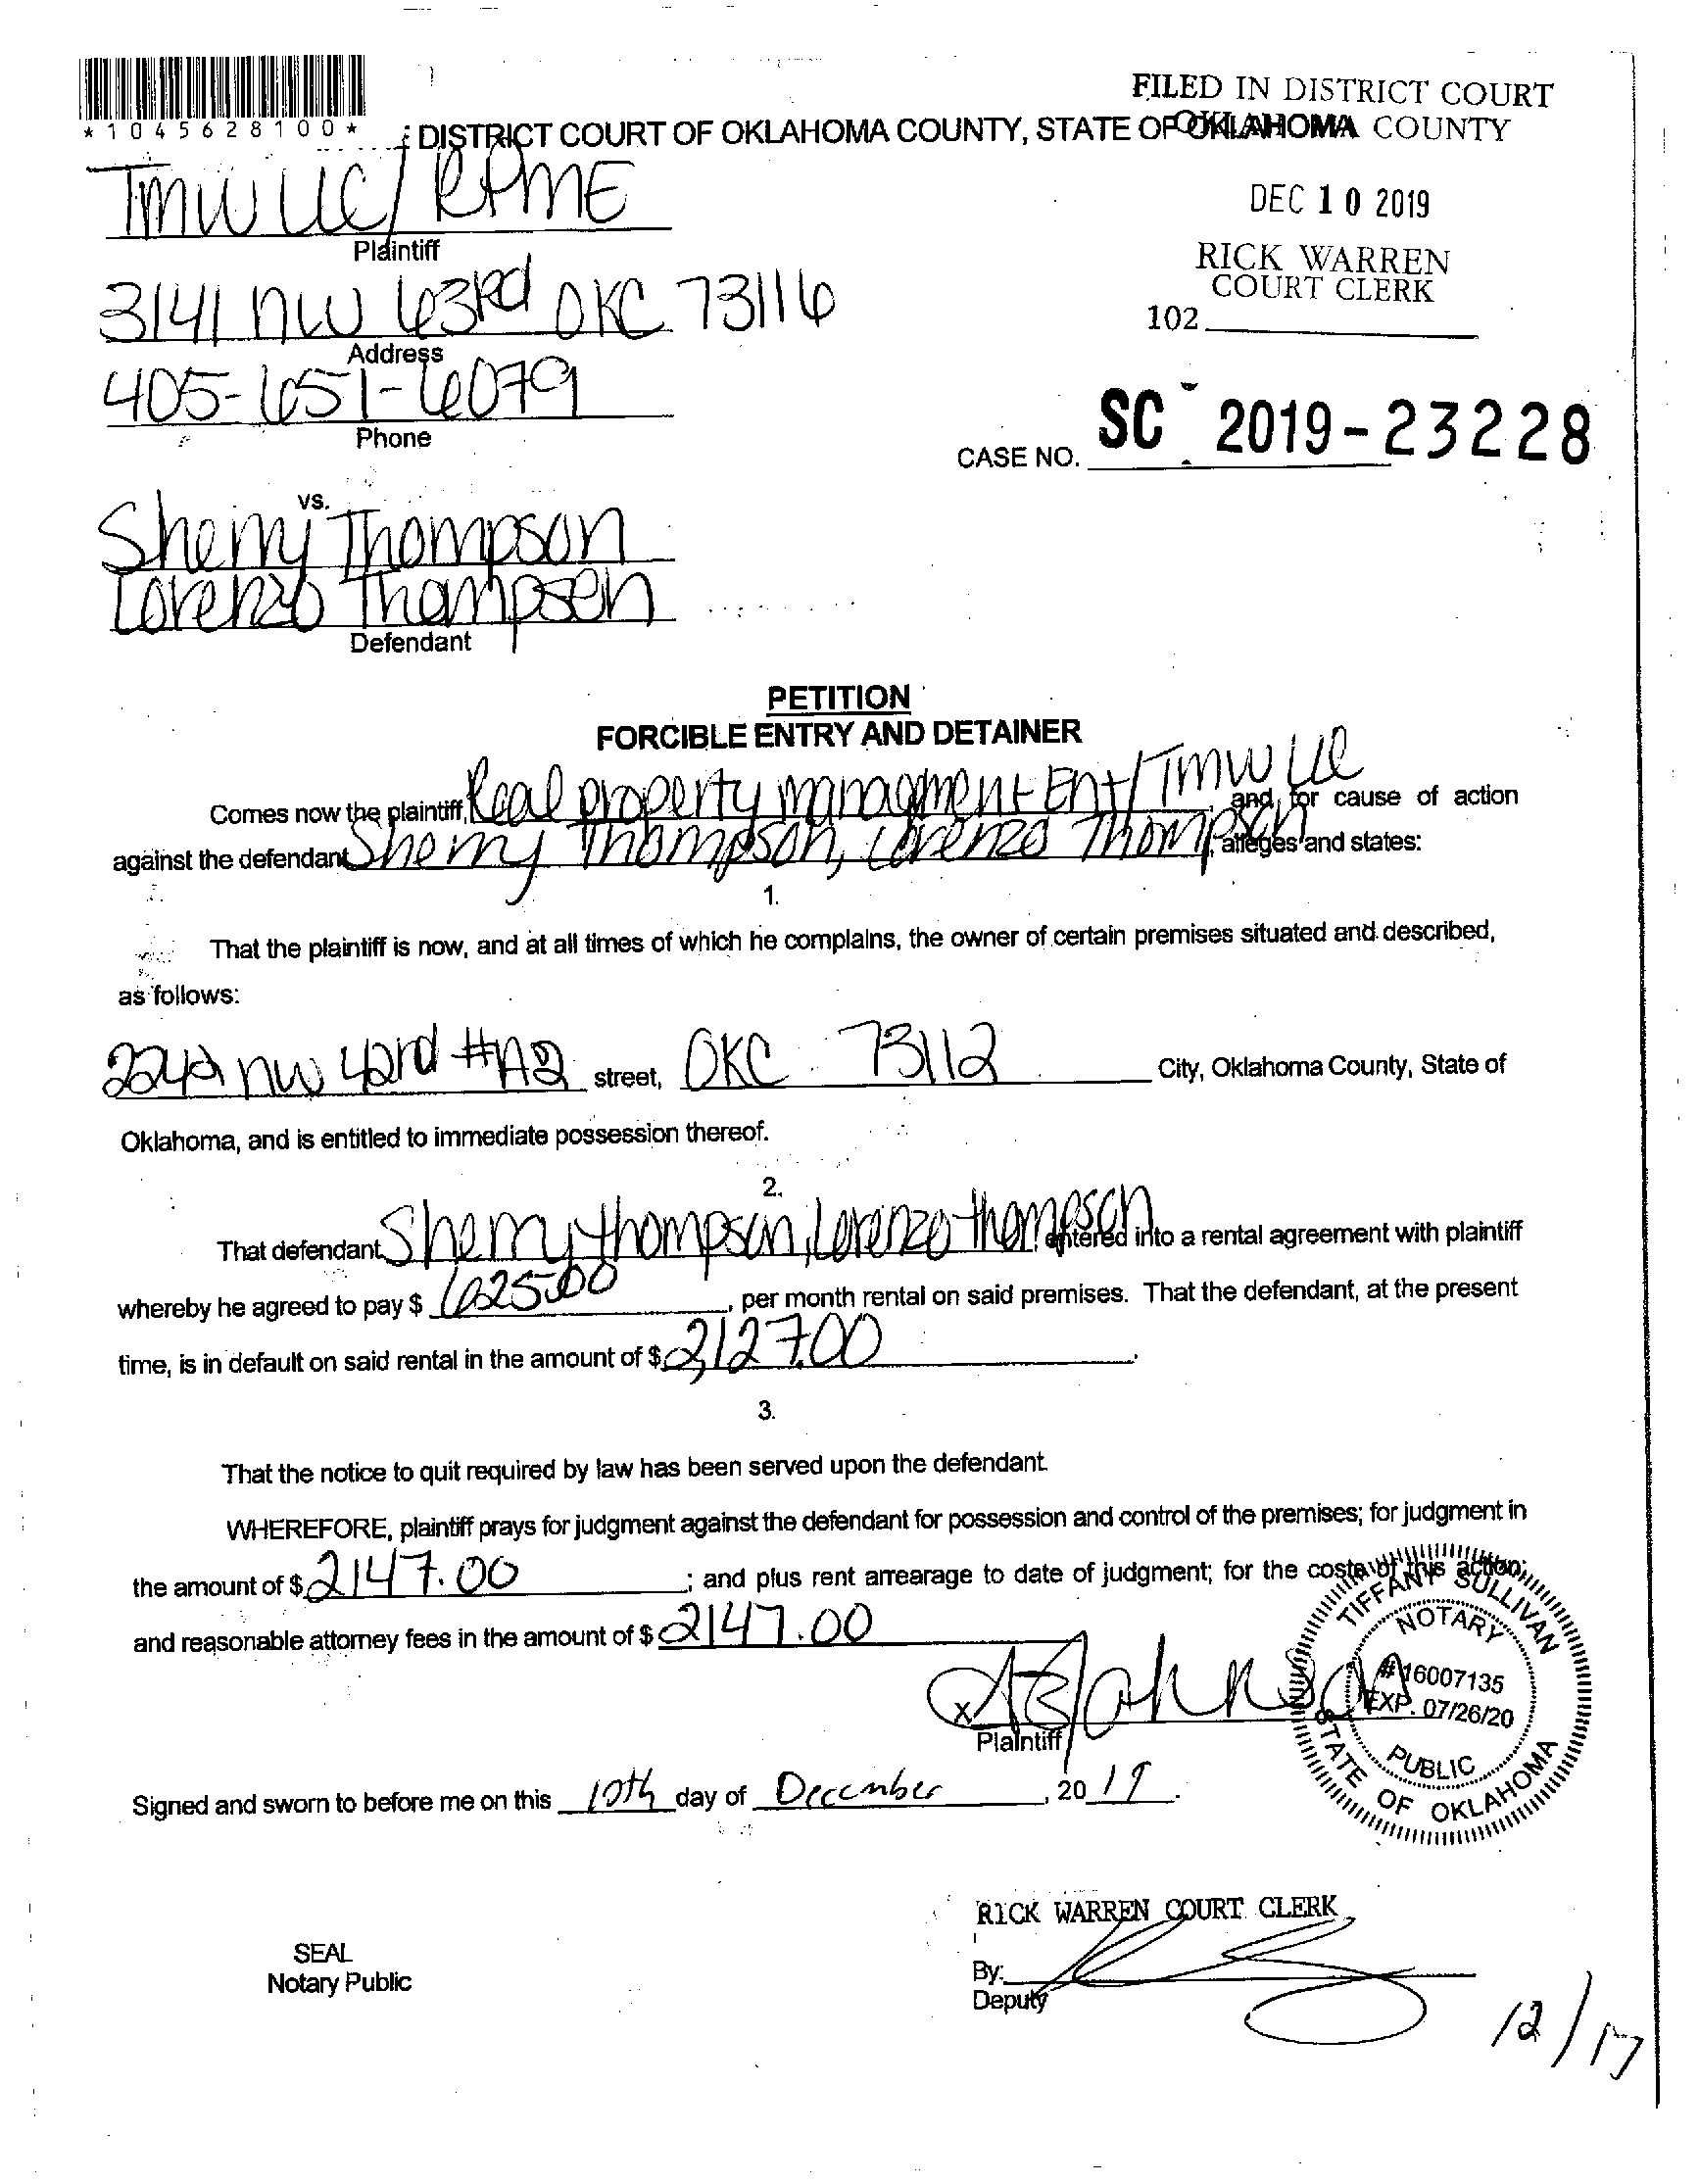 FILED IN DISTRICT COURT
OKLAHOMA COUNTY
*1045628100*
DISTRICT COURT OF OKLAHOMA COUNTY, STATE OF OKLAHOMA
DEC 10 2019
RICK WARREN
COURT CLERK
102
TMW LLC/ RPME
Plaintiff
3141 NW 63rd OKC 73116
Address
405-651-6079
Phone
CASE NO. SC 2019-23228
vs.
Sherry Thompson
Lorenzo Thompson
Defendant
PETITION
FORCIBLE ENTRY AND DETAINER
Comes now the plaintiff, Real property managment Ent/ TMW LLC and, for cause of action
against the defendant Sherry Thompson, Lorenzo Thompson, alleges and states:
1.
That the plaintiff is now, and at all times of which he complains, the owner of certain premises situated and described,
as follows:
NW 42nd #A2 street, OKC 73112 City, Oklahoma County, State of
Oklahoma, and is entitled to immediate possession thereof.
2.
That defendant Sherry thompson, Lorenzo thompson entered into a rental agreement with plaintiff
whereby he agreed to pay $ 625.00, per month rental on said premises. That the defendant, at the present
time, is in default on said rental in the amount of $ 2,127.00.
3.
That the notice to quit required by law has been served upon the defendant.
WHEREFORE, plaintiff prays for judgment against the defendant for possession and control of the premises; for judgment in
the amount of $ 2147.00; and plus rent arrearage to date of judgment; for the costs of this action;
and reasonable attorney fees in the amount of $ 2147.00
TIFFANY SULLIVAN
NOTARY
# 16007135
EXP. 07/26/20
PUBLIC
STATE OF OKLAHOMA
x Johnson
Plaintiff
Signed and sworn to before me on this 10th day of December, 20 19.
RICK WARREN COURT CLERK
SEAL
Notary Public
By:
Deputy
12/17